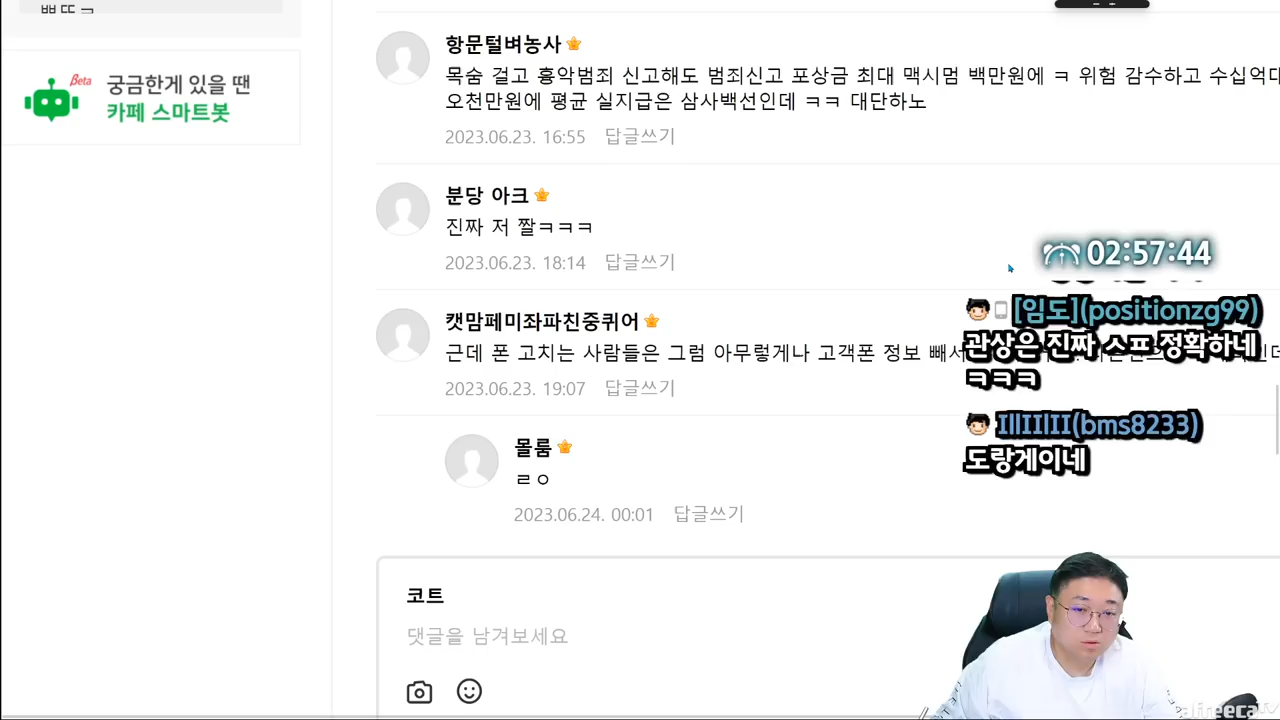 항문털벼농사
목숨 걸고 흉악범죄 신고해도 범죄신고 포상금 최대 맥시멈 백만원에 ㅋ 위험 감수하고 수십억
오천만원에 평균 실지급은 삼사백선인데 ㅋㅋ 대단하노
2023.06.23. 16:55 답글쓰기
Beta
궁금한게 있을 땐
카페 스마트봇
분당 아크
진짜 저 짤ㅋㅋㅋ
2023.06.23. 18:14 답글쓰기
02:57:44
캣맘페미좌파친중퀴어
근데 폰 고치는 사람들은 그럼 아무렇게나 고객폰 정보 빼서
2023.06.23. 19:07 답글쓰기
[임도](positionzg99)
관상은 진짜 스프 정확하네
ㅋㅋㅋ
IllIIlII(bms8233)
도랑게이네
몰룸
ㄹㅇ
2023.06.24. 00:01 답글쓰기
코트
댓글을 남겨보세요
afreecaTV